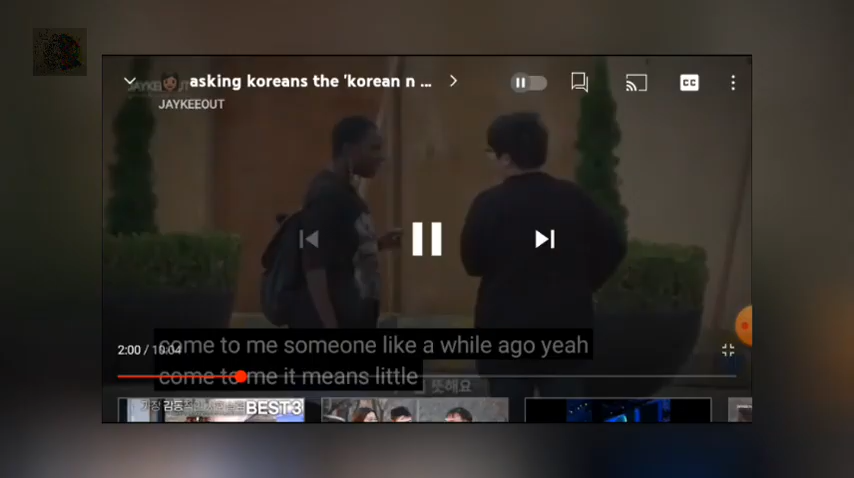 asking koreans the 'korean n ...
JAYKEEOUT
CC
come to me someone like a while ago yeah
2:00 / 10:04
come to me it means little
뜻해요
BEST3